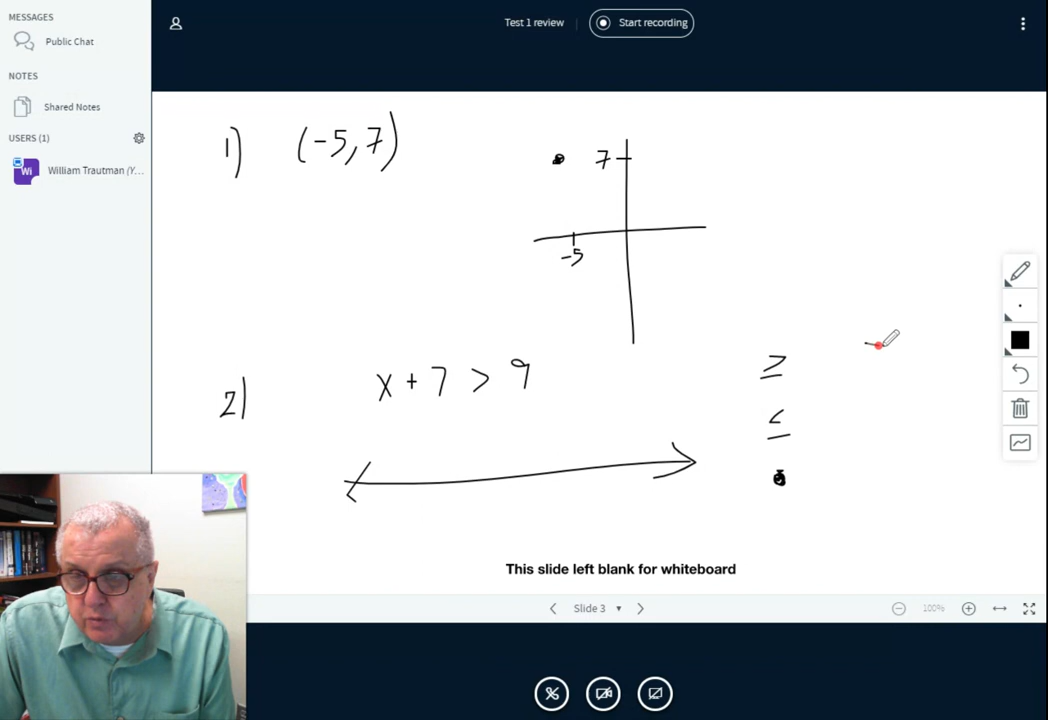 MESSAGES
Public Chat
NOTES
Shared Notes
USERS (1)
Wi
William Trautman (Y...
Test 1 review
Start recording
1) (-5,7)
7
-5
2) x + 7 > 9
≥
≤
This slide left blank for whiteboard
Slide 3
100%